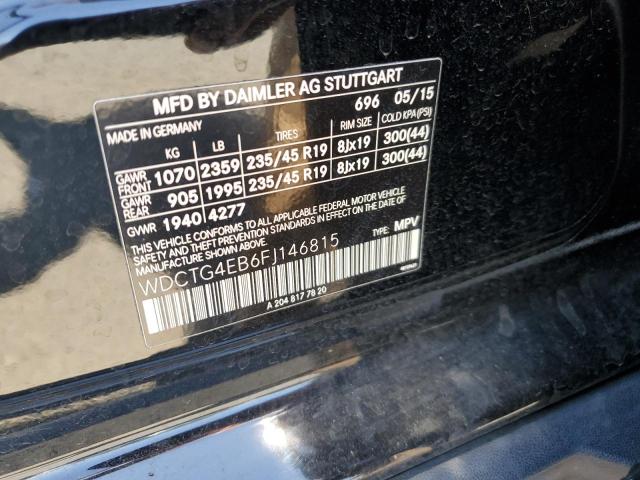 MFD BY DAIMLER AG STUTTGART
MADE IN GERMANY 696 05/15
KG LB TIRES RIM SIZE COLD KPA(PSI)
GAWR FRONT 1070 2359 235/45 R19 8Jx19 300(44)
GAWR REAR 905 1995 235/45 R19 8Jx19 300(44)
GVWR 1940 4277
THIS VEHICLE CONFORMS TO ALL APPLICABLE FEDERAL MOTOR VEHICLE
SAFETY AND THEFT PREVENTION STANDARDS IN EFFECT ON THE DATE OF
MANUFACTURE SHOWN ABOVE.
WDCTG4EB6FJ146815 TYPE: MPV
A 204 817 78 20